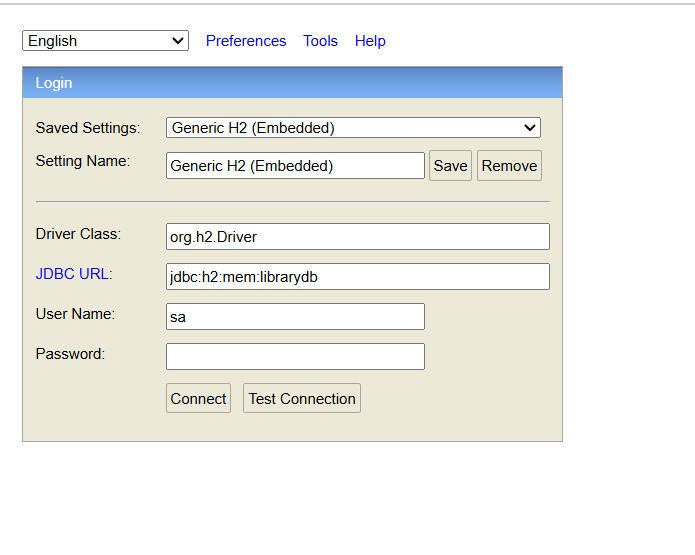 English Preferences Tools Help
Login
Saved Settings: Generic H2 (Embedded)
Setting Name: Generic H2 (Embedded) Save Remove
Driver Class: org.h2.Driver
JDBC URL: jdbc:h2:mem:librarydb
User Name: sa
Password:
Connect Test Connection